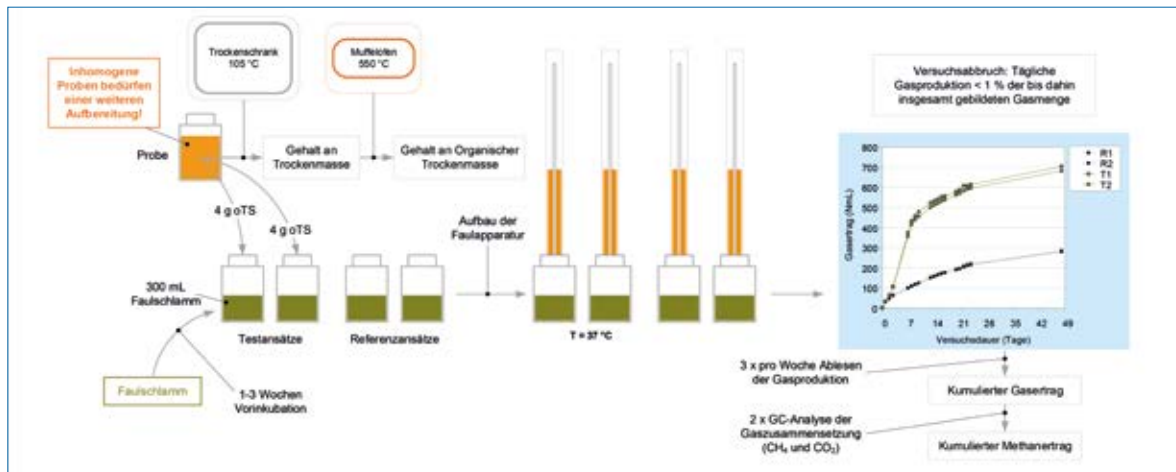 Inhomogene
Proben bedürfen
einer weiteren
Aufbereitung!
Trockenschrank
105 °C
Muffelofen
550 °C
Probe
Gehalt an
Trockenmasse
Gehalt an Organischer
Trockenmasse
4 g oTS
4 g oTS
300 mL
Faulschlamm
Testansätze
Referenzansätze
Faulschlamm
1-3 Wochen
Vorinkubation
Aufbau der
Faulapparatur
T = 37 °C
Versuchsabbruch: Tägliche
Gasproduktion < 1 % der bis dahin
insgesamt gebildeten Gasmenge
Gasertrag (NmL)
800
700
600
500
400
300
200
100
0
0 7 14 21 28 35 42 49
Versuchsdauer (Tage)
R1
R2
T1
T2
3 x pro Woche Ablesen
der Gasproduktion
Kumulierter Gasertrag
2 x GC-Analyse der
Gaszusammensetzung
(CH₄ und CO₂)
Kumulierter Methanertrag